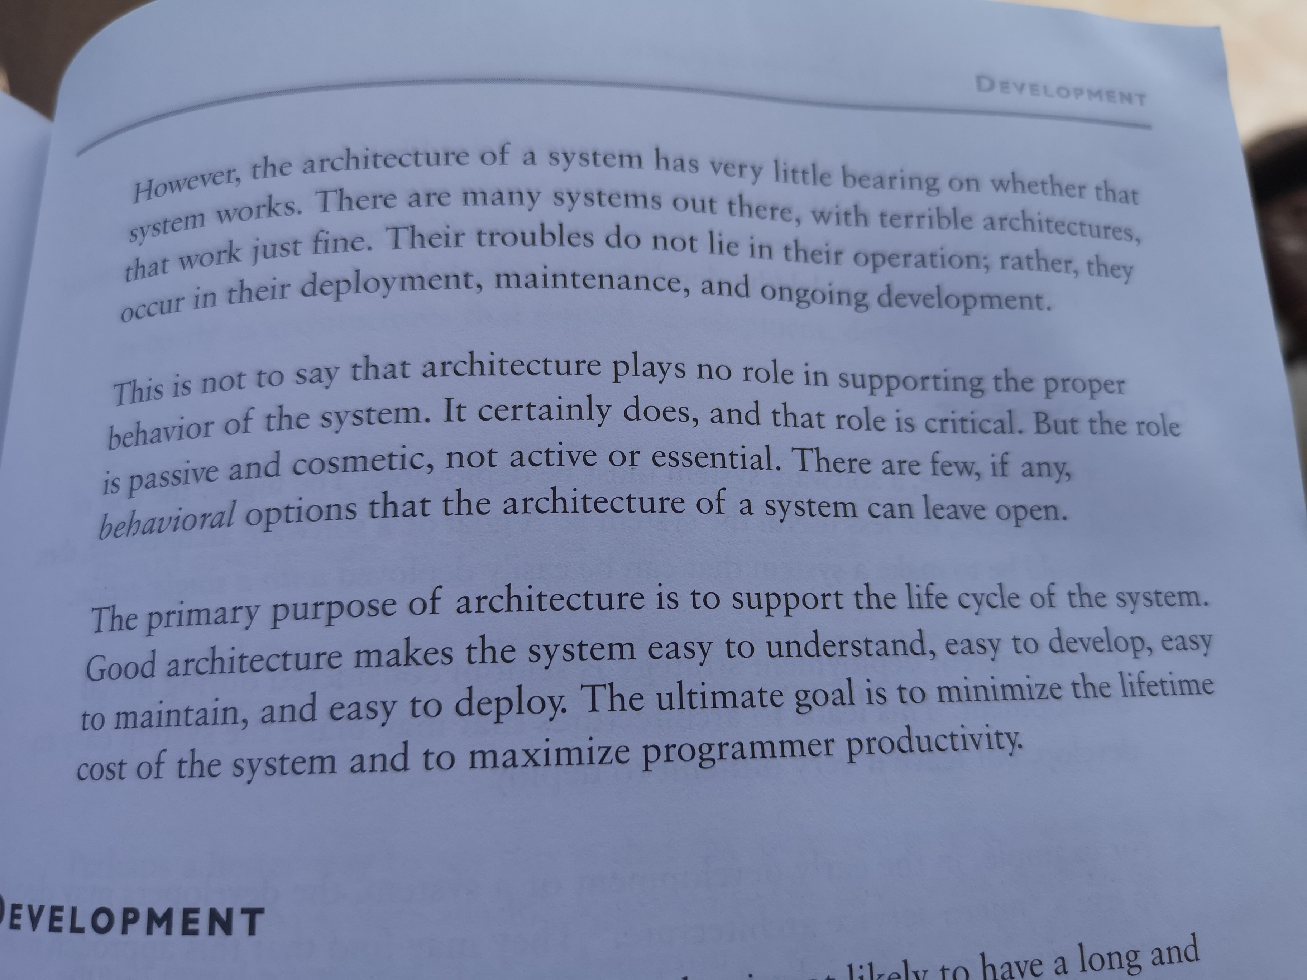 DEVELOPMENT
However, the architecture of a system has very little bearing on whether that
system works. There are many systems out there, with terrible architectures,
that work just fine. Their troubles do not lie in their operation; rather, they
occur in their deployment, maintenance, and ongoing development.
This is not to say that architecture plays no role in supporting the proper
behavior of the system. It certainly does, and that role is critical. But the role
is passive and cosmetic, not active or essential. There are few, if any,
behavioral options that the architecture of a system can leave open.
The primary purpose of architecture is to support the life cycle of the system.
Good architecture makes the system easy to understand, easy to develop, easy
to maintain, and easy to deploy. The ultimate goal is to minimize the lifetime
cost of the system and to maximize programmer productivity.
DEVELOPMENT
likely to have a long and